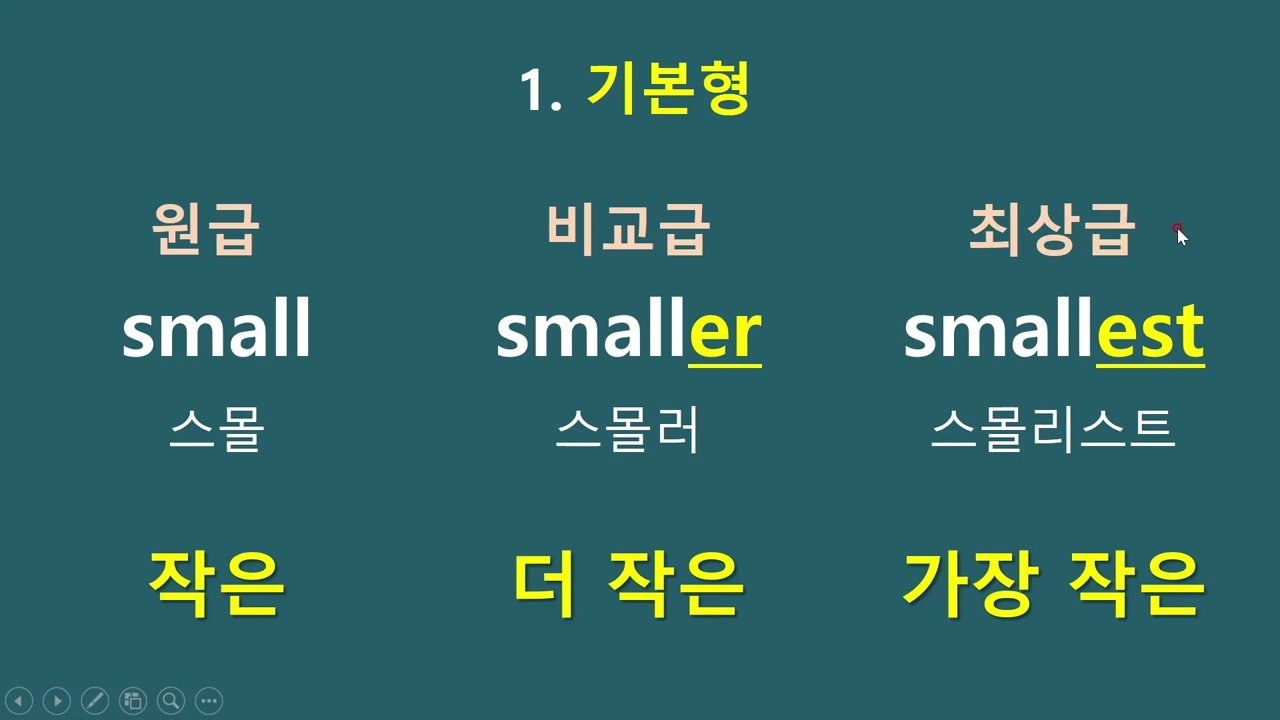 1. 기본형
원급 비교급 최상급
small smaller smallest
스몰 스몰러 스몰리스트
작은 더 작은 가장 작은